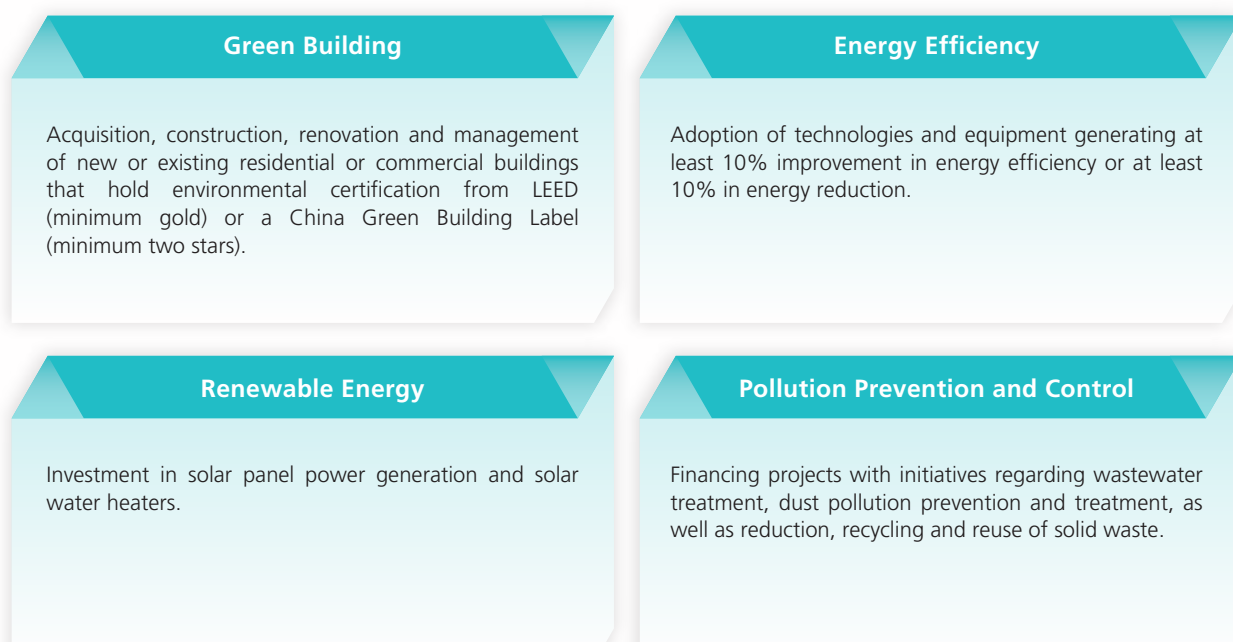 Green Building
Acquisition, construction, renovation and management
of new or existing residential or commercial buildings
that hold environmental certification from LEED
(minimum gold) or a China Green Building Label
(minimum two stars).
Energy Efficiency
Adoption of technologies and equipment generating at
least 10% improvement in energy efficiency or at least
10% in energy reduction.
Renewable Energy
Investment in solar panel power generation and solar
water heaters.
Pollution Prevention and Control
Financing projects with initiatives regarding wastewater
treatment, dust pollution prevention and treatment, as
well as reduction, recycling and reuse of solid waste.